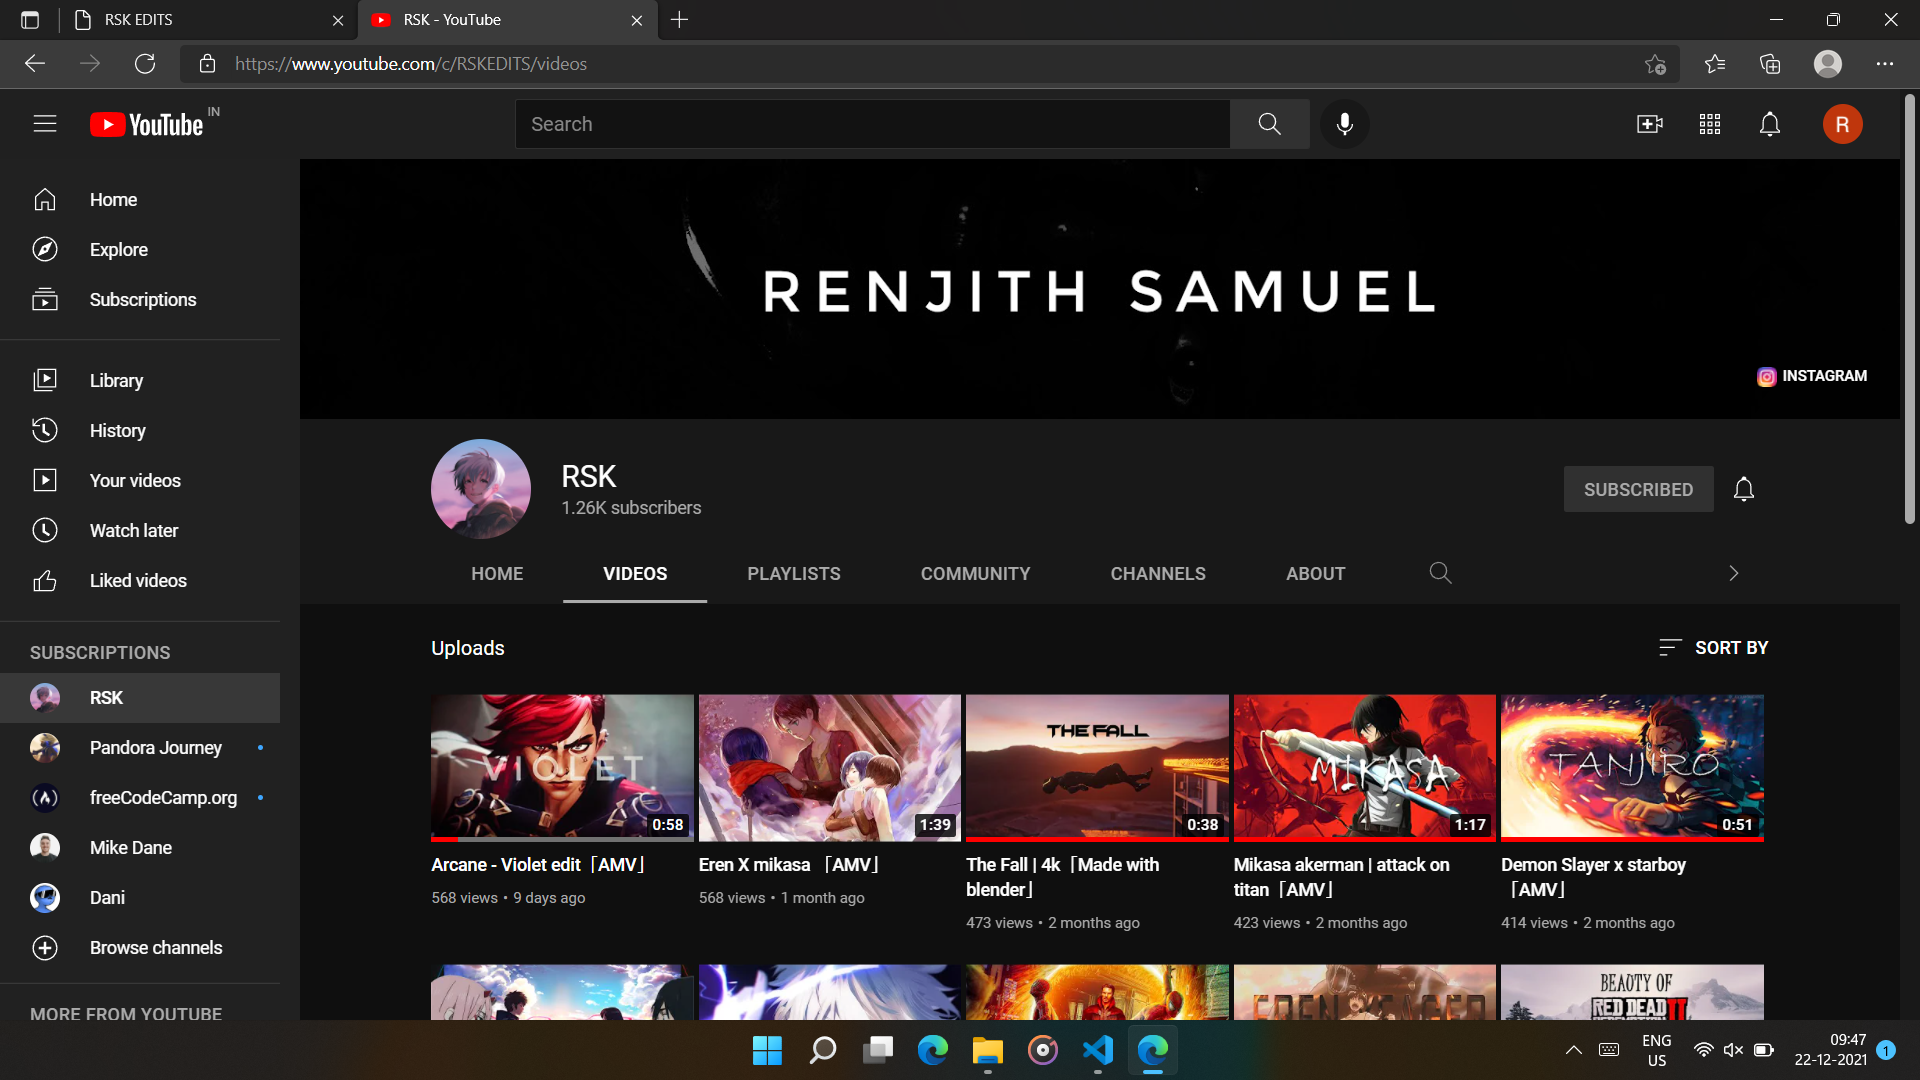 RSK EDITS
RSK - YouTube
https://www.youtube.com/c/RSKEDITS/videos
YouTube IN
Search
R
Home
Explore
Subscriptions
Library
History
Your videos
Watch later
Liked videos
SUBSCRIPTIONS
RSK
Pandora Journey
freeCodeCamp.org
Mike Dane
Dani
Browse channels
MORE FROM YOUTUBE
RENJITH SAMUEL
INSTAGRAM
RSK
1.26K subscribers
SUBSCRIBED
HOME VIDEOS PLAYLISTS COMMUNITY CHANNELS ABOUT
Uploads
SORT BY
VIOLET
0:58
Arcane - Violet edit「AMV」
568 views • 9 days ago
1:39
Eren X mikasa 「AMV」
568 views • 1 month ago
THE FALL
0:38
The Fall | 4k「Made with
blender」
473 views • 2 months ago
MIKASA
1:17
Mikasa akerman | attack on
titan「AMV」
423 views • 2 months ago
TANJIRO
0:51
Demon Slayer x starboy
「AMV」
414 views • 2 months ago
EREN YEAGER
BEAUTY OF
RED DEAD
REDEMPTION II
ENG
US
09:47
22-12-2021
1